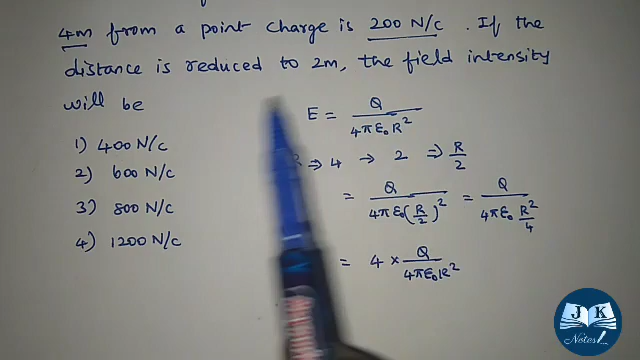 4m from a point charge is 200 N/c. If the
distance is reduced to 2m, the field intensity
will be
1) 400 N/c
2) 600 N/c
3) 800 N/c
4) 1200 N/c
E = Q / 4πε₀R²
R ⇒ 4 → 2 ⇒ R/2
= Q / 4πε₀(R/2)² = Q / 4πε₀ R²/4
= 4 × Q / 4πε₀R²
J K
Notes